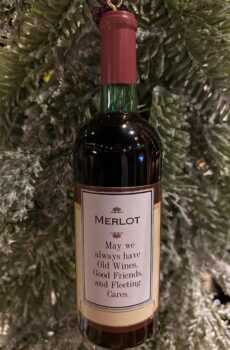 MERLOT
May we
always have
Old Wines,
Good Friends,
and Fleeting
Cares.